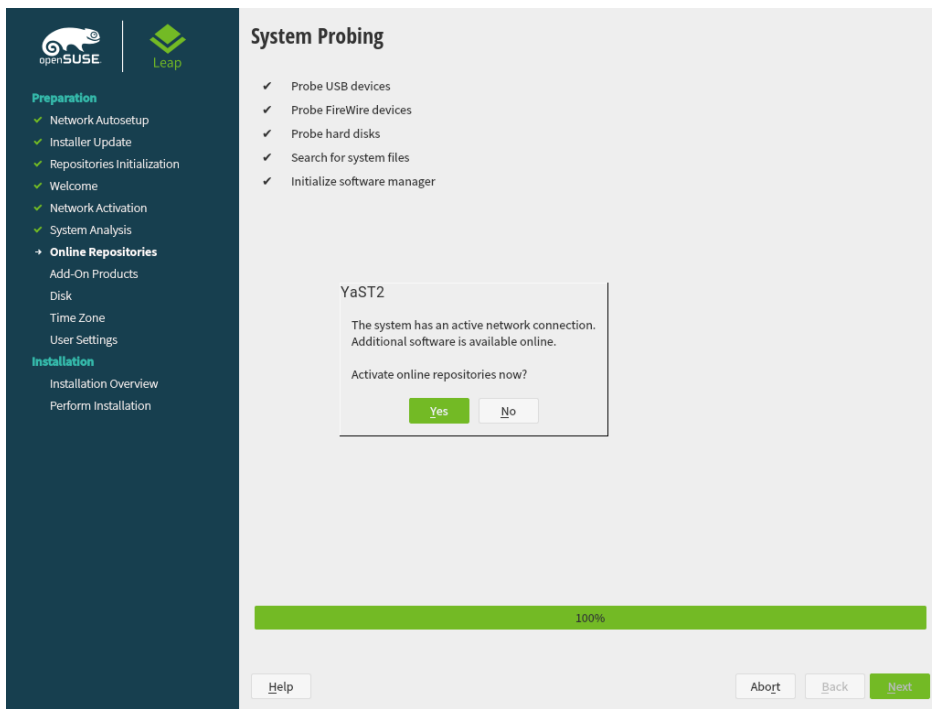 openSUSE
Leap
Preparation
Network Autosetup
Installer Update
Repositories Initialization
Welcome
Network Activation
System Analysis
Online Repositories
Add-On Products
Disk
Time Zone
User Settings
Installation
Installation Overview
Perform Installation
System Probing
Probe USB devices
Probe FireWire devices
Probe hard disks
Search for system files
Initialize software manager
YaST2
The system has an active network connection.
Additional software is available online.
Activate online repositories now?
Yes No
100%
Help Abort Back Next